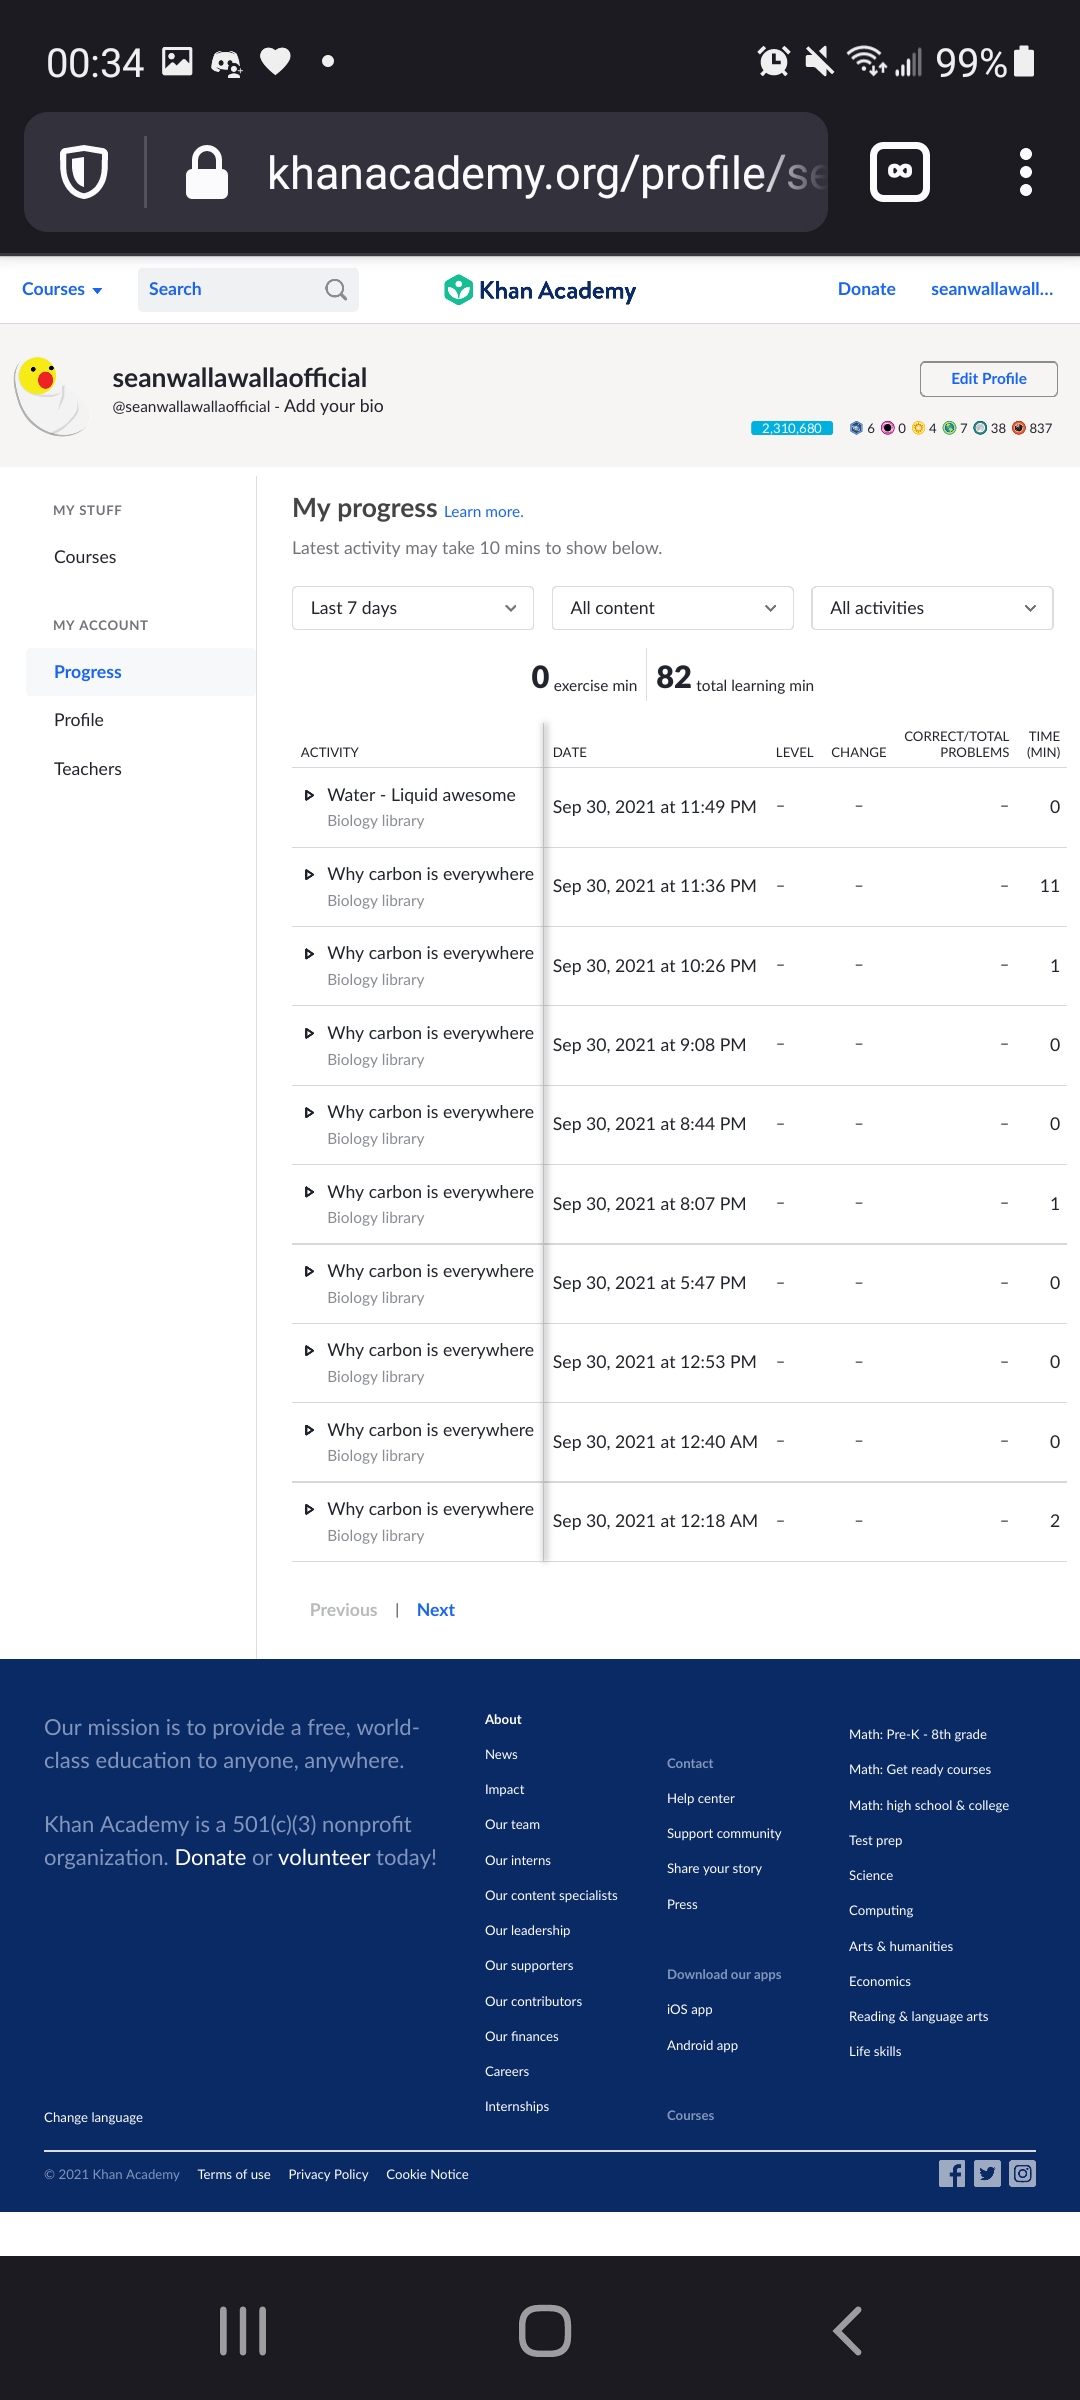 00:34
99%
khanacademy.org/profile/se
∞
Courses
Search
Khan Academy
Donate
seanwallawall...
seanwallawallaofficial
@seanwallawallaofficial - Add your bio
Edit Profile
2,310,680 6 0 4 7 38 837
MY STUFF
Courses
MY ACCOUNT
Progress
Profile
Teachers
My progress Learn more.
Latest activity may take 10 mins to show below.
Last 7 days
All content
All activities
0 exercise min
82 total learning min
ACTIVITY DATE LEVEL CHANGE CORRECT/TOTAL PROBLEMS TIME (MIN)
Water - Liquid awesome
Biology library
Sep 30, 2021 at 11:49 PM – – – 0
Why carbon is everywhere
Biology library
Sep 30, 2021 at 11:36 PM – – – 11
Why carbon is everywhere
Biology library
Sep 30, 2021 at 10:26 PM – – – 1
Why carbon is everywhere
Biology library
Sep 30, 2021 at 9:08 PM – – – 0
Why carbon is everywhere
Biology library
Sep 30, 2021 at 8:44 PM – – – 0
Why carbon is everywhere
Biology library
Sep 30, 2021 at 8:07 PM – – – 1
Why carbon is everywhere
Biology library
Sep 30, 2021 at 5:47 PM – – – 0
Why carbon is everywhere
Biology library
Sep 30, 2021 at 12:53 PM – – – 0
Why carbon is everywhere
Biology library
Sep 30, 2021 at 12:40 AM – – – 0
Why carbon is everywhere
Biology library
Sep 30, 2021 at 12:18 AM – – – 2
Previous | Next
Our mission is to provide a free, world-
class education to anyone, anywhere.
Khan Academy is a 501(c)(3) nonprofit
organization. Donate or volunteer today!
About
News
Impact
Our team
Our interns
Our content specialists
Our leadership
Our supporters
Our contributors
Our finances
Careers
Internships
Contact
Help center
Support community
Share your story
Press
Download our apps
iOS app
Android app
Courses
Math: Pre-K - 8th grade
Math: Get ready courses
Math: high school & college
Test prep
Science
Computing
Arts & humanities
Economics
Reading & language arts
Life skills
Change language
© 2021 Khan Academy Terms of use Privacy Policy Cookie Notice